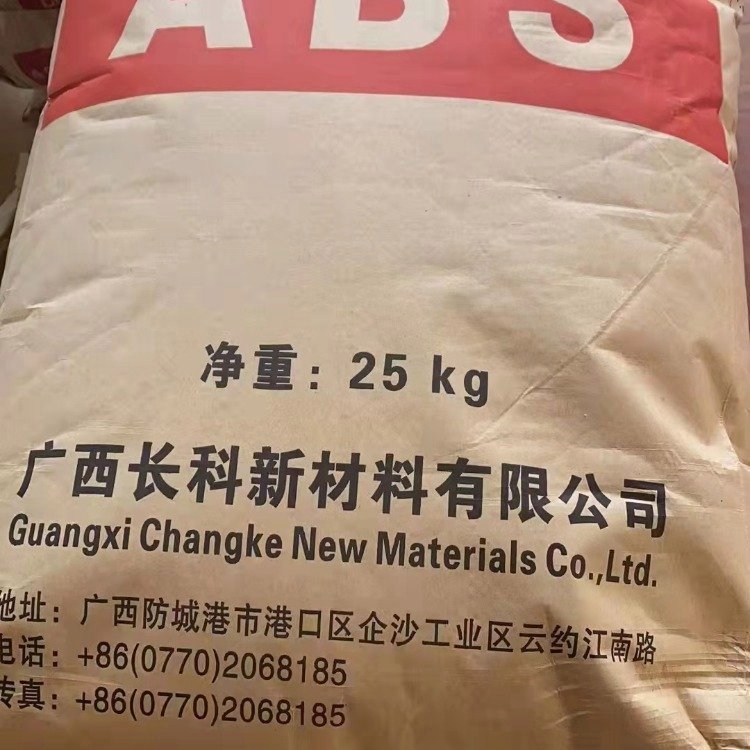 ABS
净重：25 kg
广西长科新材料有限公司
Guangxi Changke New Materials Co.,Ltd.
地址：广西防城港市港口区企沙工业区云约江南路
电话：+86(0770)2068185
传真：+86(0770)2068185